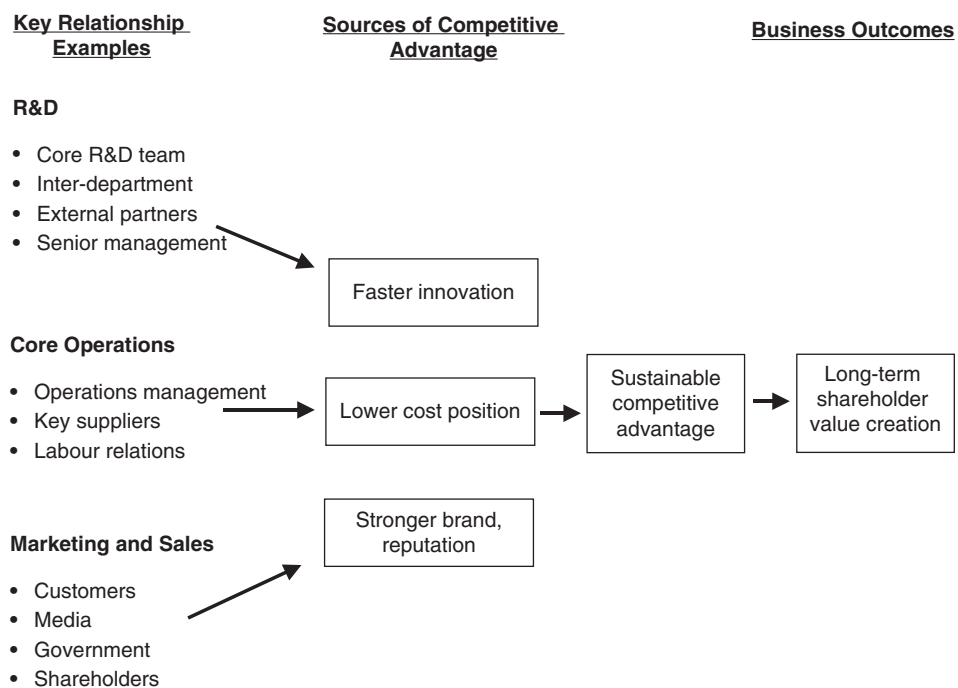 Key Relationship
Examples
Sources of Competitive
Advantage
Business Outcomes
R&D
• Core R&D team
• Inter-department
• External partners
• Senior management
Faster innovation
Core Operations
• Operations management
• Key suppliers
• Labour relations
Lower cost position
Sustainable
competitive
advantage
Long-term
shareholder
value creation
Marketing and Sales
• Customers
• Media
• Government
• Shareholders
Stronger brand,
reputation